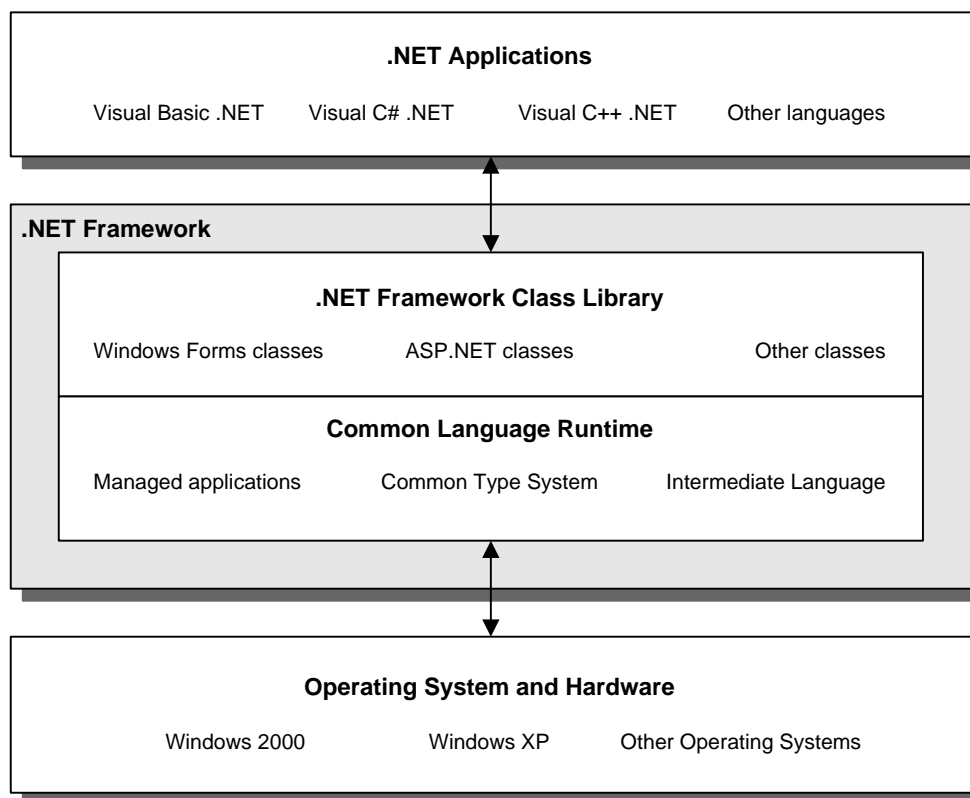 .NET Applications
Visual Basic .NET Visual C# .NET Visual C++ .NET Other languages
.NET Framework
.NET Framework Class Library
Windows Forms classes ASP.NET classes Other classes
Common Language Runtime
Managed applications Common Type System Intermediate Language
Operating System and Hardware
Windows 2000 Windows XP Other Operating Systems